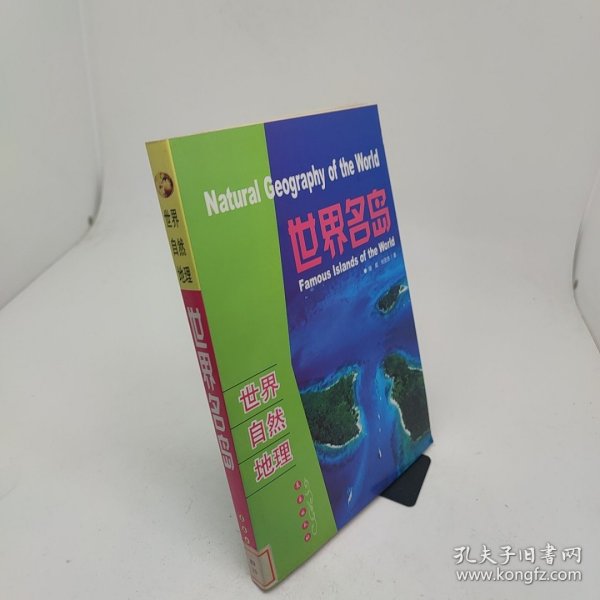 Natural Geography of the World
世界名岛
Famous Islands of the World
世界
自然
地理
世界
自然
地理
世界名岛
孔夫子旧书网
www.kongfz.com